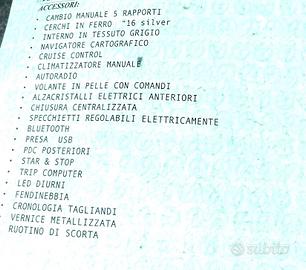 ACCESSORI:
· CAMBIO MANUALE 5 RAPPORTI
· CERCHI IN FERRO "16 silver
· INTERNO IN TESSUTO GRIGIO
· NAVIGATORE CARTOGRAFICO
· CRUISE CONTROL
· CLIMATIZZATORE MANUALE
· AUTORADIO
· VOLANTE IN PELLE CON COMANDI
· ALZACRISTALLI ELETTRICI ANTERIORI
· CHIUSURA CENTRALIZZATA
· SPECCHIETTI REGOLABILI ELETTRICAMENTE
· BLUETOOTH
· PRESA USB
· PDC POSTERIORI
· STAR & STOP
· TRIP COMPUTER
· LED DIURNI
· FENDINEBBIA
· CRONOLOGIA TAGLIANDI
· VERNICE METALLIZZATA
RUOTINO DI SCORTA
subito